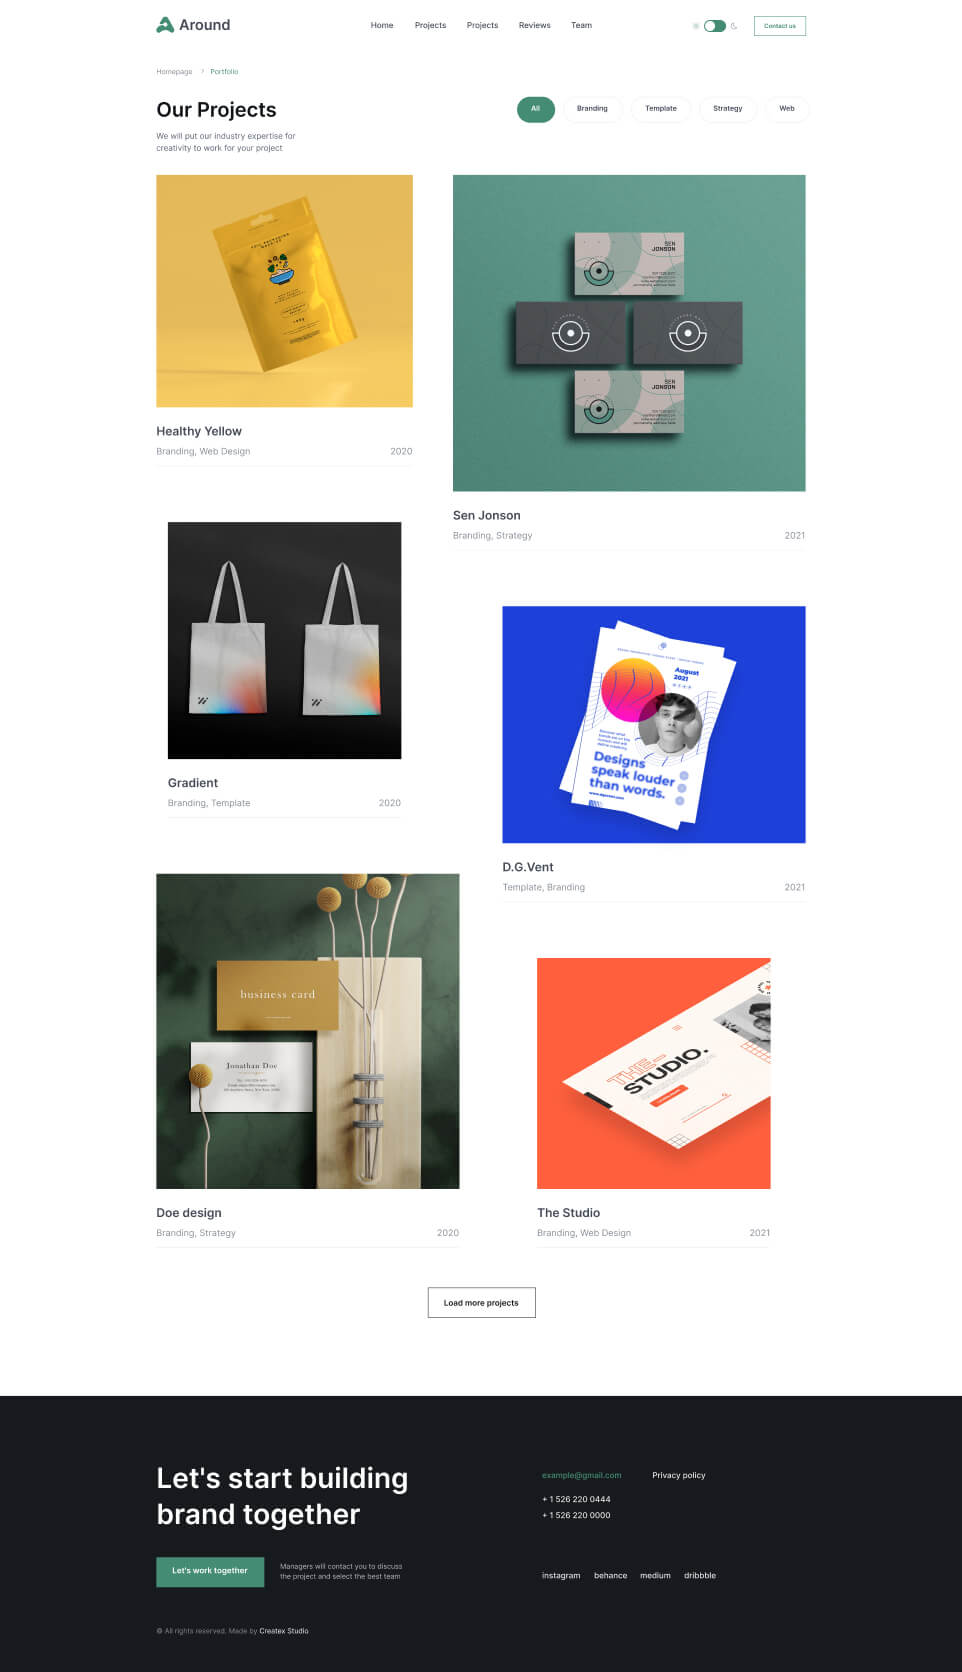 Around
Home Projects Projects Reviews Team
Contact us
Homepage > Portfolio
Our Projects
We will put our industry expertise for
creativity to work for your project
All Branding Template Strategy Web
Healthy Yellow
Branding, Web Design 2020
SEN
JONSON
SEN
JONSON
Sen Jonson
Branding, Strategy 2021
Gradient
Branding, Template 2020
August
2021
Designs
speak louder
than words.
D.G.Vent
Template, Branding 2021
business card
Jonathan Doe
Doe design
Branding, Strategy 2020
THE
STUDIO.
The Studio
Branding, Web Design 2021
Load more projects
Let's start building
brand together
Let's work together
Managers will contact you to discuss
the project and select the best team
example@gmail.com Privacy policy
+ 1 526 220 0444
+ 1 526 220 0000
instagram behance medium dribbble
© All rights reserved. Made by Createx Studio